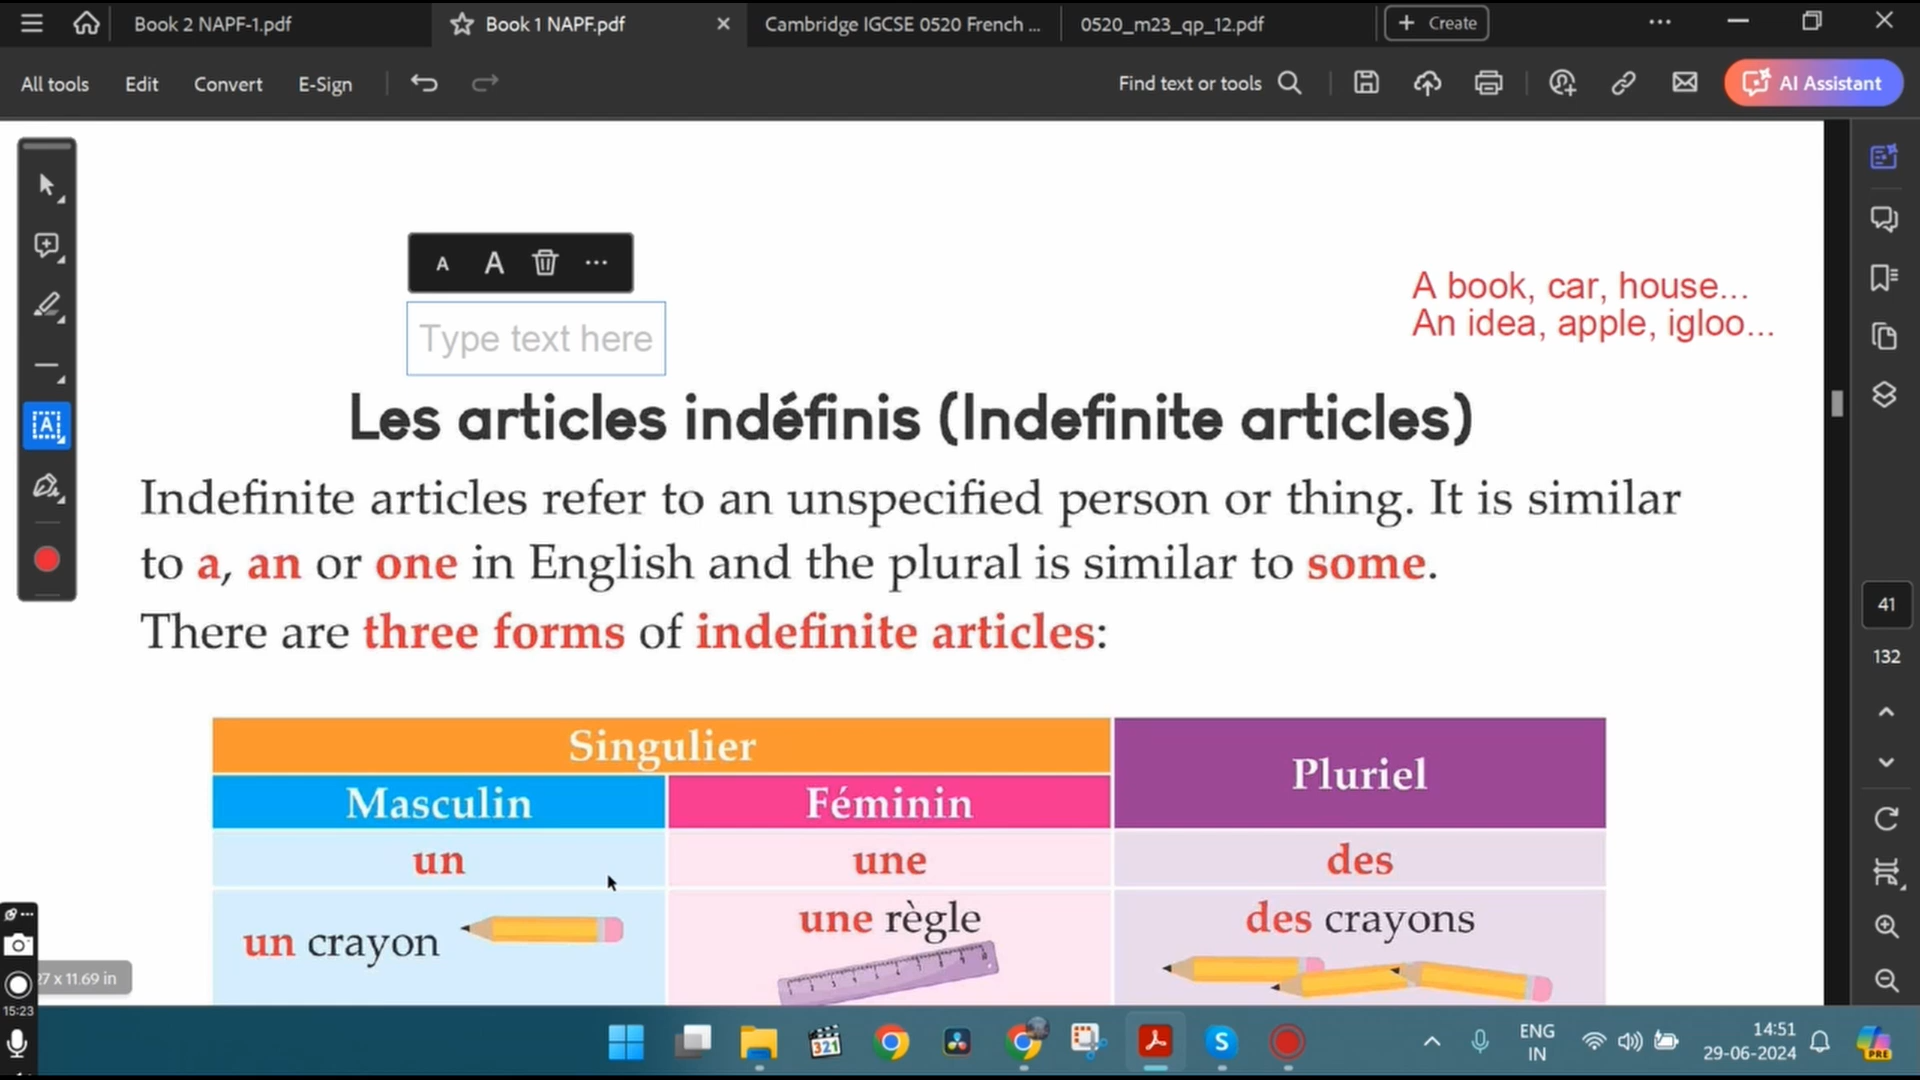 Book 2 NAPF-1.pdf
Book 1 NAPF.pdf
Cambridge IGCSE 0520 French ...
0520_m23_qp_12.pdf
+ Create
All tools
Edit
Convert
E-Sign
Find text or tools
AI Assistant
A A
Type text here
A book, car, house...
An idea, apple, igloo...
Les articles indéfinis (Indefinite articles)
Indefinite articles refer to an unspecified person or thing. It is similar
to a, an or one in English and the plural is similar to some.
There are three forms of indefinite articles:
Singulier
Pluriel
Masculin
Féminin
un
une
des
un crayon
une règle
des crayons
41
132
27 x 11.69 in
15:23
321
S
ENG
IN
14:51
29-06-2024
PRE